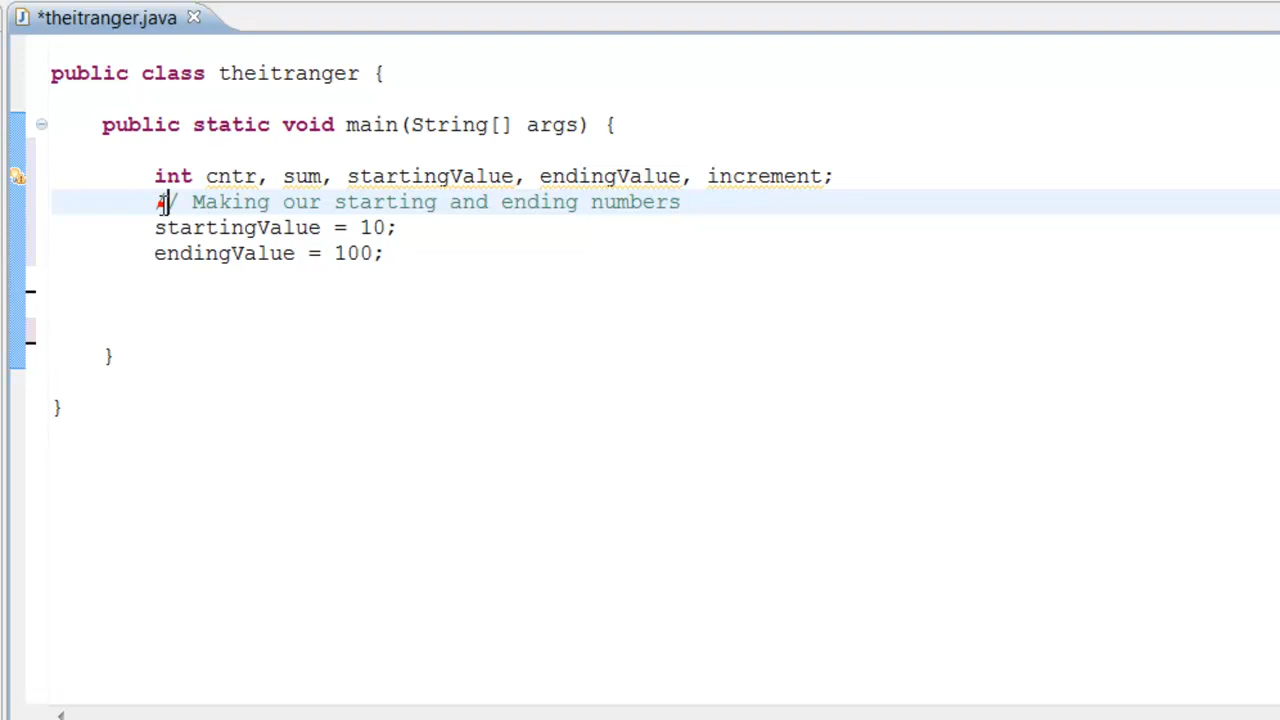 *theitranger.java
public class theitranger {
public static void main(String[] args) {
int cntr, sum, startingValue, endingValue, increment;
// Making our starting and ending numbers
startingValue = 10;
endingValue = 100;
}
}